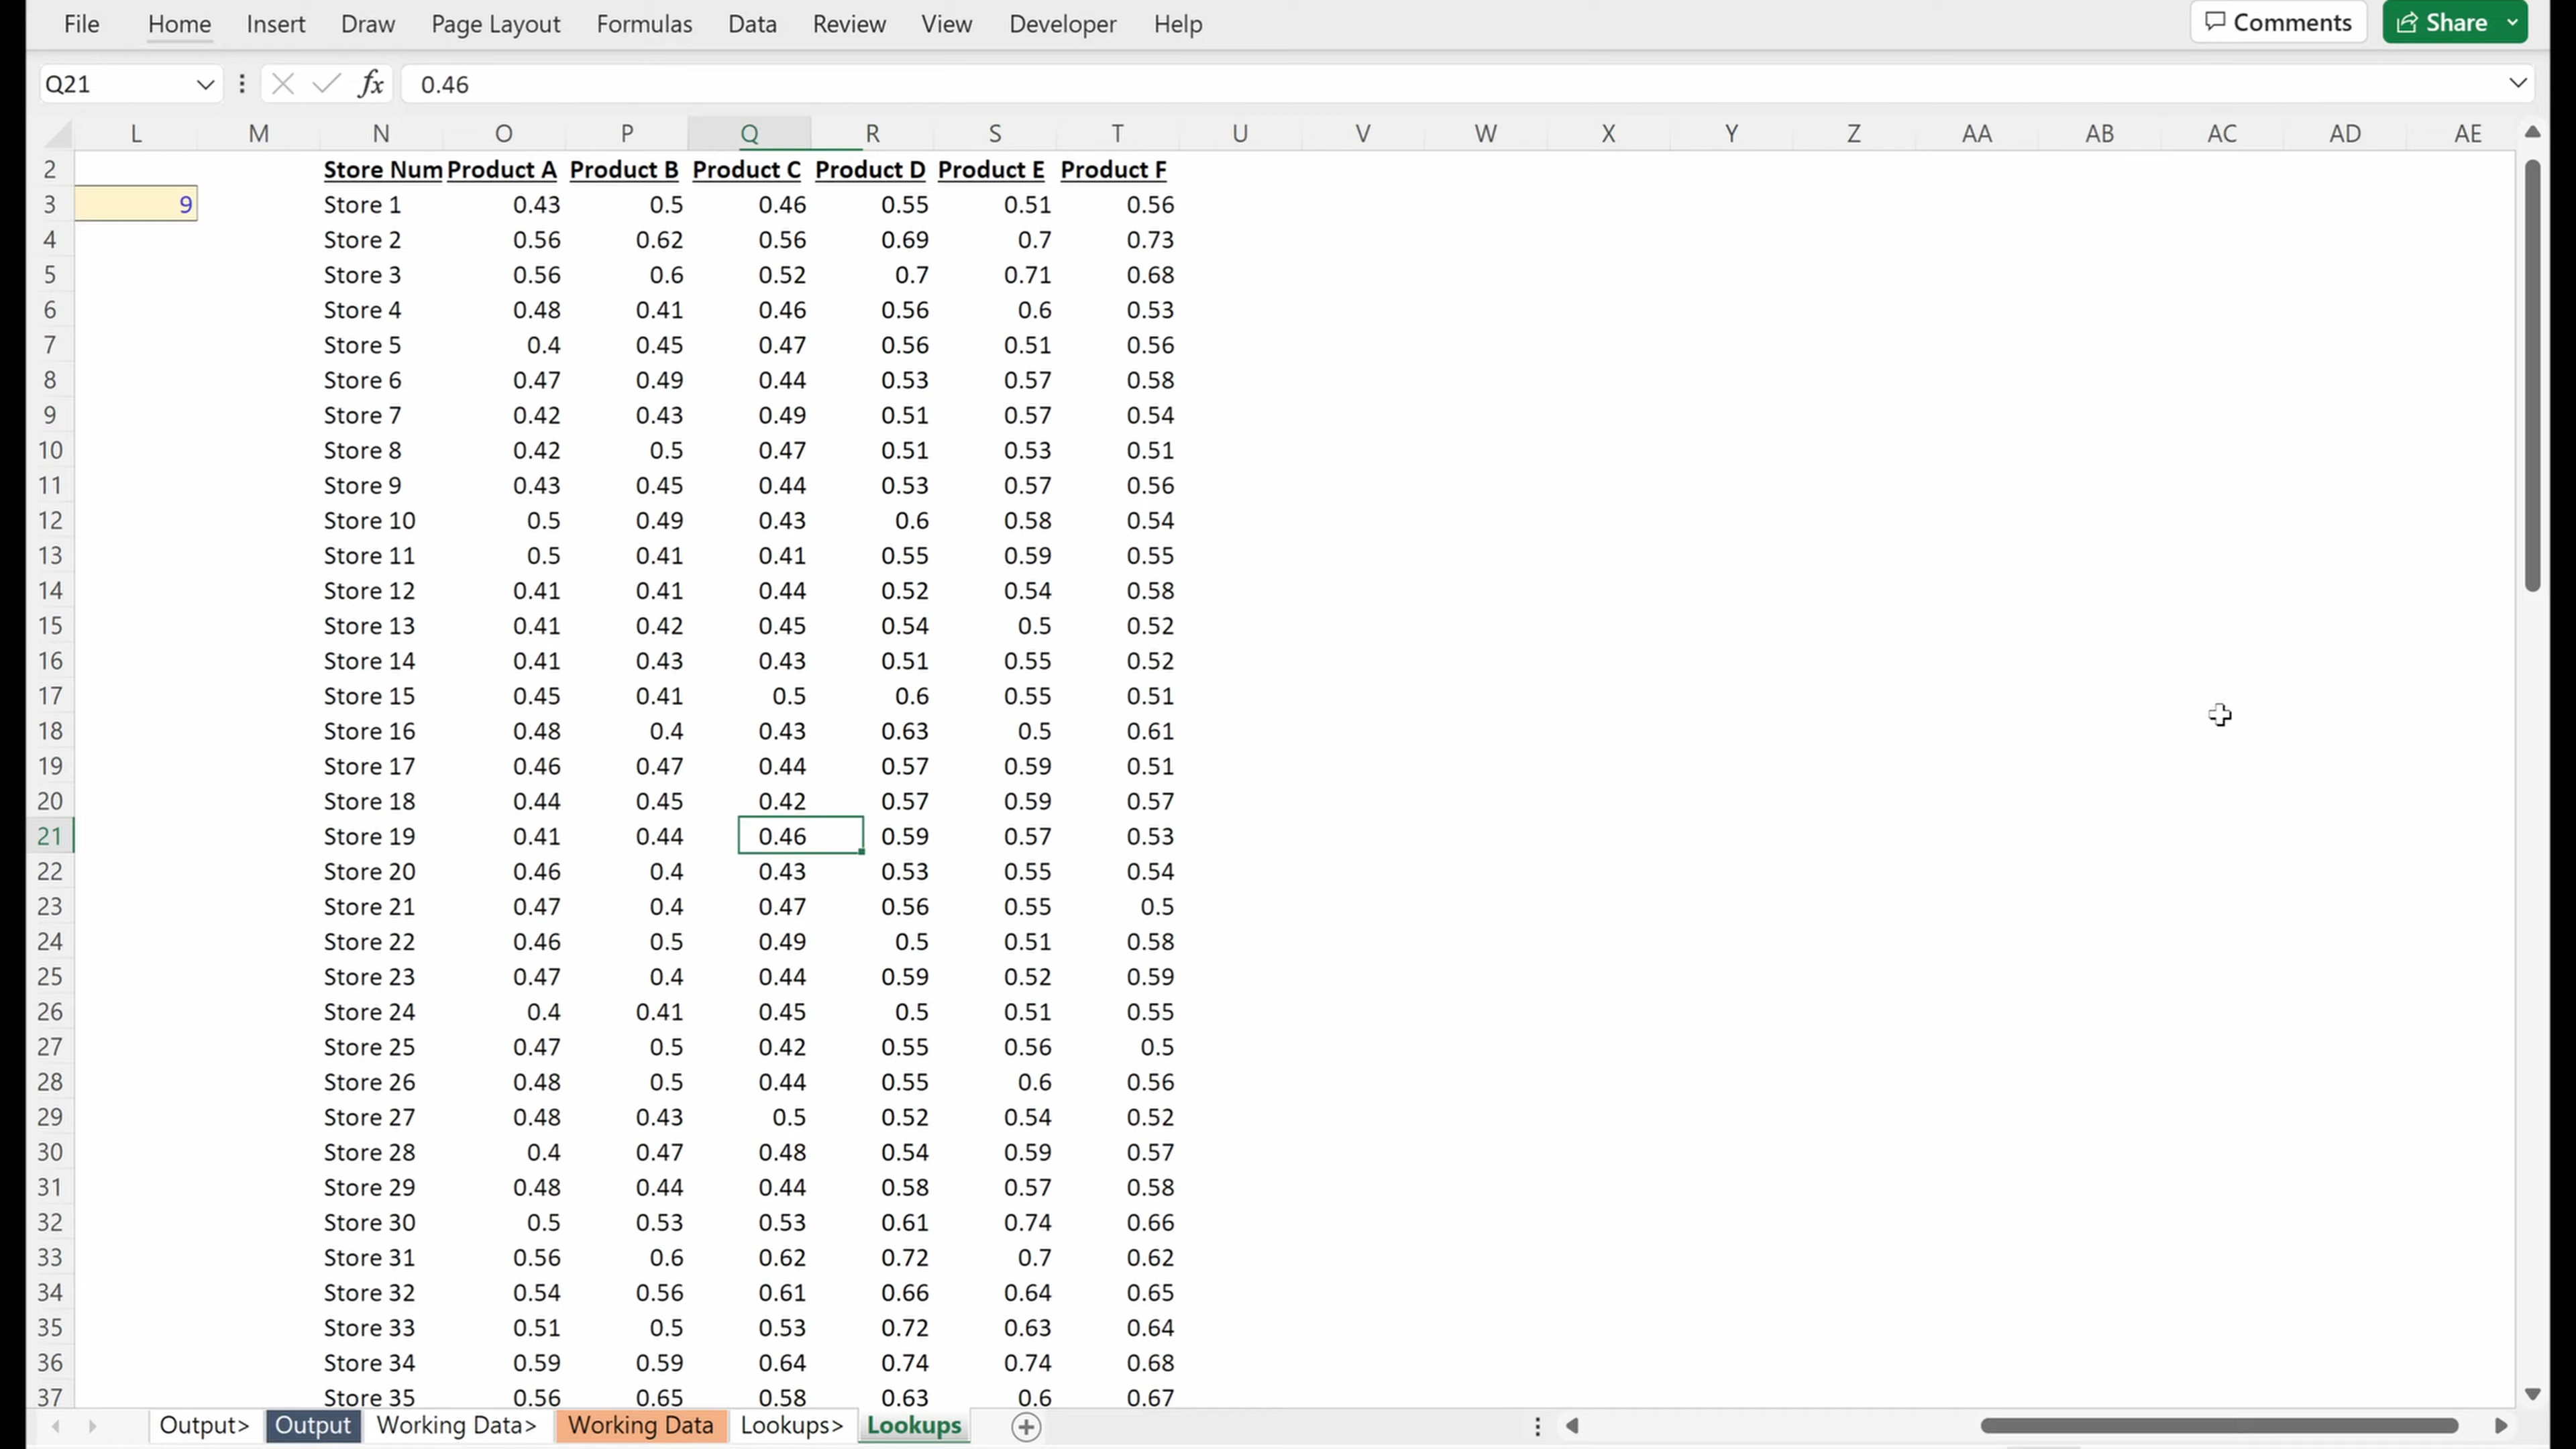 File Home Insert Draw Page Layout Formulas Data Review View Developer Help Comments Share
Q21 fx 0.46
L M N O P Q R S T U V W X Y Z AA AB AC AD AE
2 Store Num Product A Product B Product C Product D Product E Product F
3 9 Store 1 0.43 0.5 0.46 0.55 0.51 0.56
4 Store 2 0.56 0.62 0.56 0.69 0.7 0.73
5 Store 3 0.56 0.6 0.52 0.7 0.71 0.68
6 Store 4 0.48 0.41 0.46 0.56 0.6 0.53
7 Store 5 0.4 0.45 0.47 0.56 0.51 0.56
8 Store 6 0.47 0.49 0.44 0.53 0.57 0.58
9 Store 7 0.42 0.43 0.49 0.51 0.57 0.54
10 Store 8 0.42 0.5 0.47 0.51 0.53 0.51
11 Store 9 0.43 0.45 0.44 0.53 0.57 0.56
12 Store 10 0.5 0.49 0.43 0.6 0.58 0.54
13 Store 11 0.5 0.41 0.41 0.55 0.59 0.55
14 Store 12 0.41 0.41 0.44 0.52 0.54 0.58
15 Store 13 0.41 0.42 0.45 0.54 0.5 0.52
16 Store 14 0.41 0.43 0.43 0.51 0.55 0.52
17 Store 15 0.45 0.41 0.5 0.6 0.55 0.51
18 Store 16 0.48 0.4 0.43 0.63 0.5 0.61
19 Store 17 0.46 0.47 0.44 0.57 0.59 0.51
20 Store 18 0.44 0.45 0.42 0.57 0.59 0.57
21 Store 19 0.41 0.44 0.46 0.59 0.57 0.53
22 Store 20 0.46 0.4 0.43 0.53 0.55 0.54
23 Store 21 0.47 0.4 0.47 0.56 0.55 0.5
24 Store 22 0.46 0.5 0.49 0.5 0.51 0.58
25 Store 23 0.47 0.4 0.44 0.59 0.52 0.59
26 Store 24 0.4 0.41 0.45 0.5 0.51 0.55
27 Store 25 0.47 0.5 0.42 0.55 0.56 0.5
28 Store 26 0.48 0.5 0.44 0.55 0.6 0.56
29 Store 27 0.48 0.43 0.5 0.52 0.54 0.52
30 Store 28 0.4 0.47 0.48 0.54 0.59 0.57
31 Store 29 0.48 0.44 0.44 0.58 0.57 0.58
32 Store 30 0.5 0.53 0.53 0.61 0.74 0.66
33 Store 31 0.56 0.6 0.62 0.72 0.7 0.62
34 Store 32 0.54 0.56 0.61 0.66 0.64 0.65
35 Store 33 0.51 0.5 0.53 0.72 0.63 0.64
36 Store 34 0.59 0.59 0.64 0.74 0.74 0.68
37 Store 35 0.56 0.65 0.58 0.63 0.6 0.67
Output> Output Working Data> Working Data Lookups> Lookups